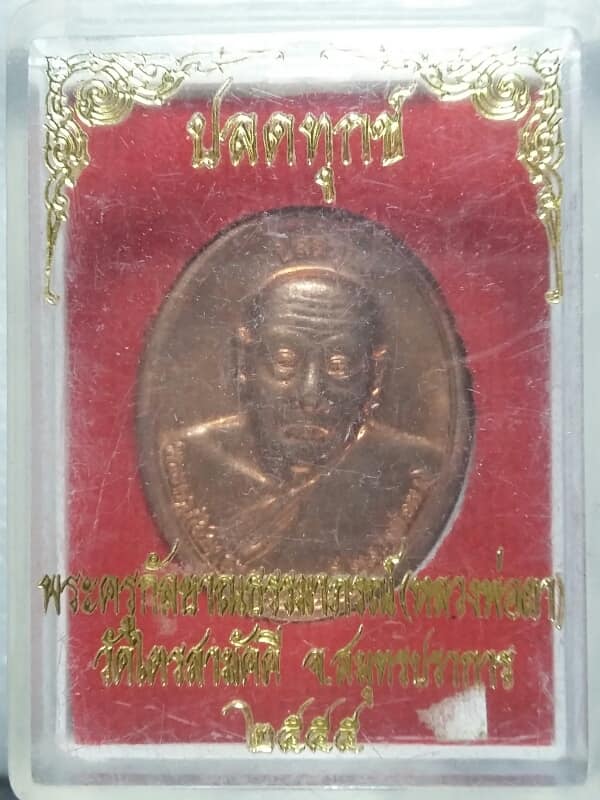 ปลดทุกข์
พระครูกัลยาณธรรมาภรณ์ (หลวงพ่อผา)
วัดไตรสามัคคี จ.สมุทรปราการ
๒๕๕๕